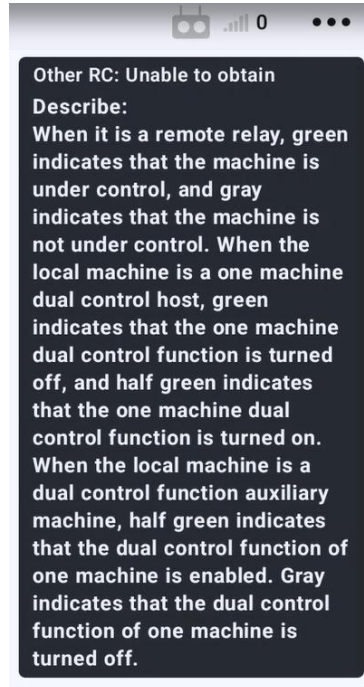 0
Other RC: Unable to obtain
Describe:
When it is a remote relay, green
indicates that the machine is
under control, and gray
indicates that the machine is
not under control. When the
local machine is a one machine
dual control host, green
indicates that the one machine
dual control function is turned
off, and half green indicates
that the one machine dual
control function is turned on.
When the local machine is a
dual control function auxiliary
machine, half green indicates
that the dual control function of
one machine is enabled. Gray
indicates that the dual control
function of one machine is
turned off.